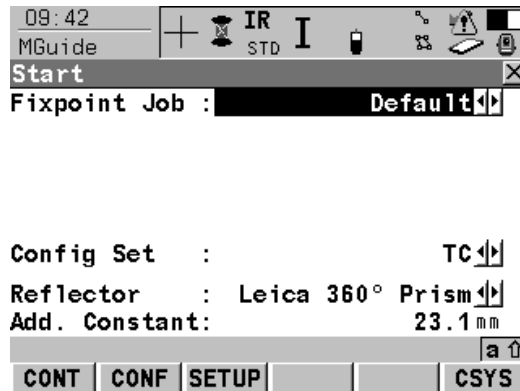 09:42
MGuide
IR
STD
I
Start
Fixpoint Job : Default
Config Set : TC
Reflector : Leica 360° Prism
Add. Constant: 23.1 mm
a
CONT CONF SETUP CSYS